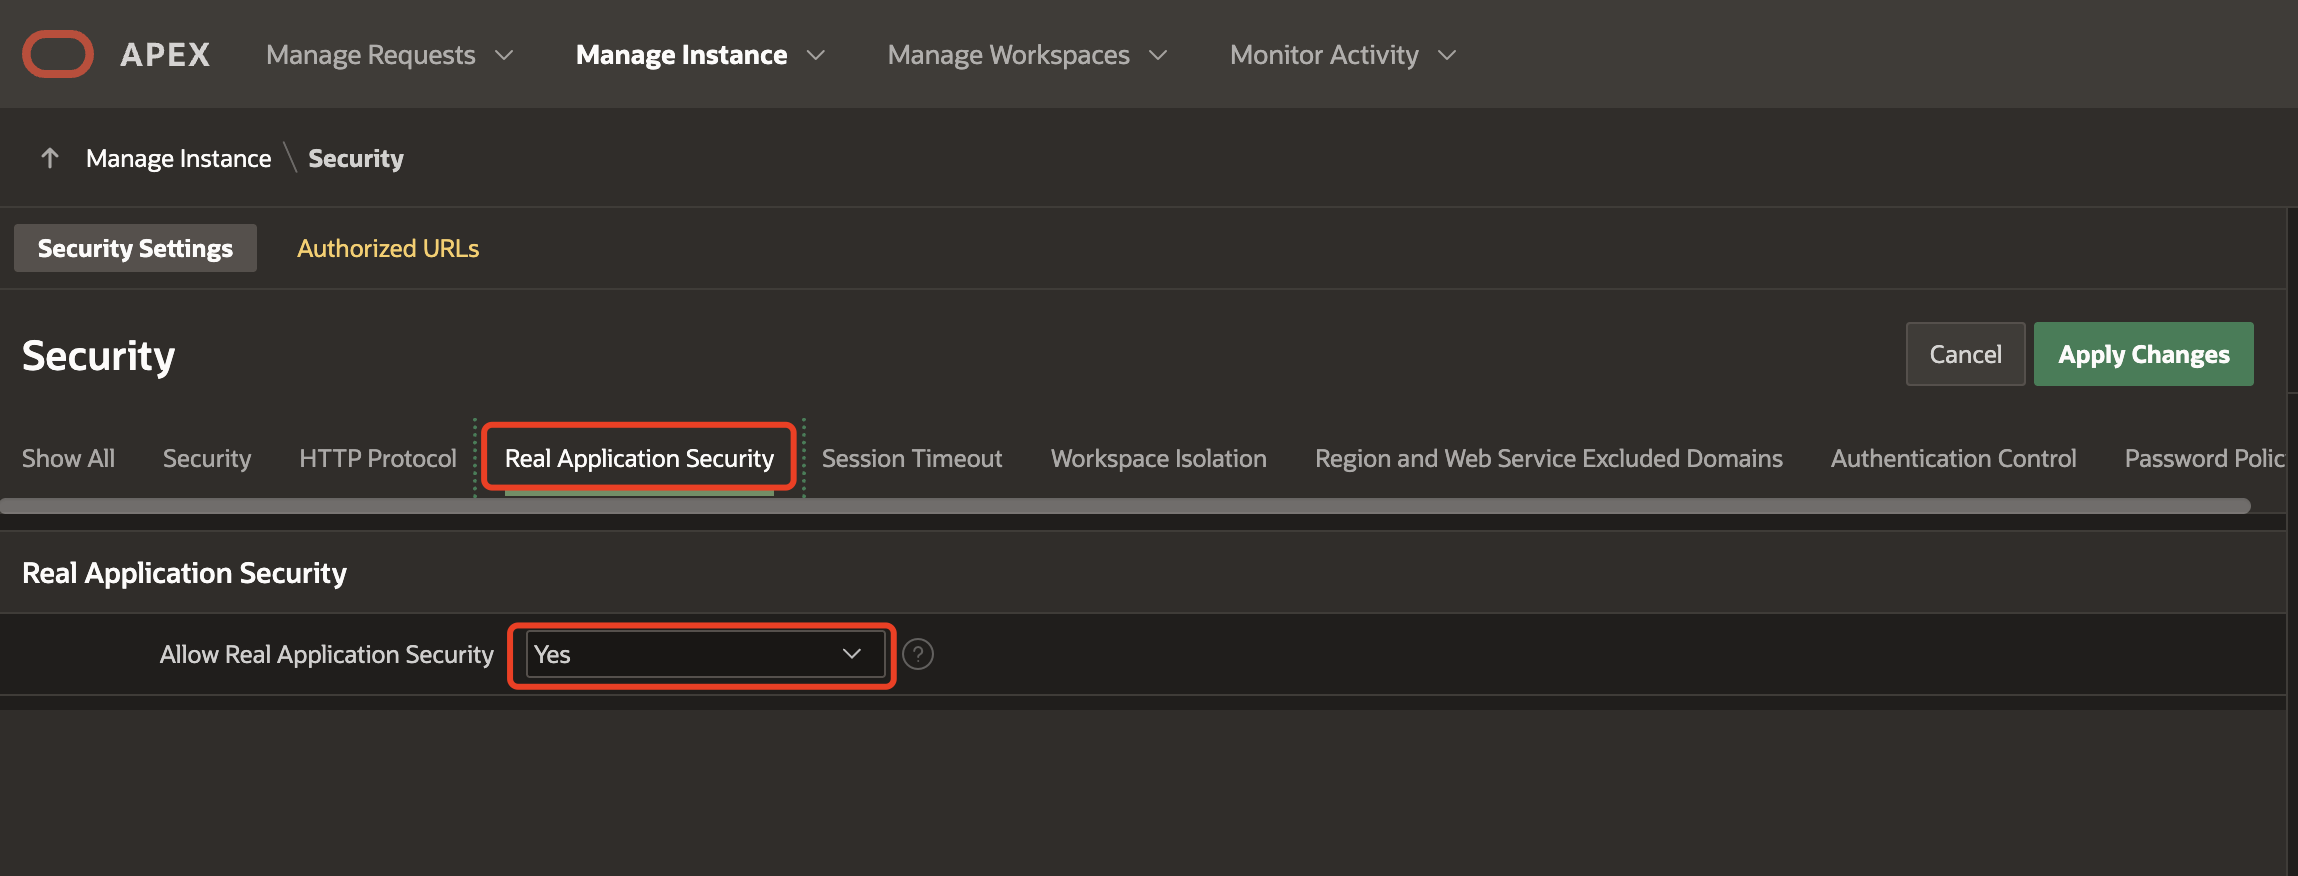 APEX Manage Requests Manage Instance Manage Workspaces Monitor Activity
Manage Instance \ Security
Security Settings Authorized URLs
Security Cancel Apply Changes
Show All Security HTTP Protocol Real Application Security Session Timeout Workspace Isolation Region and Web Service Excluded Domains Authentication Control Password Polic
Real Application Security
Allow Real Application Security Yes ?